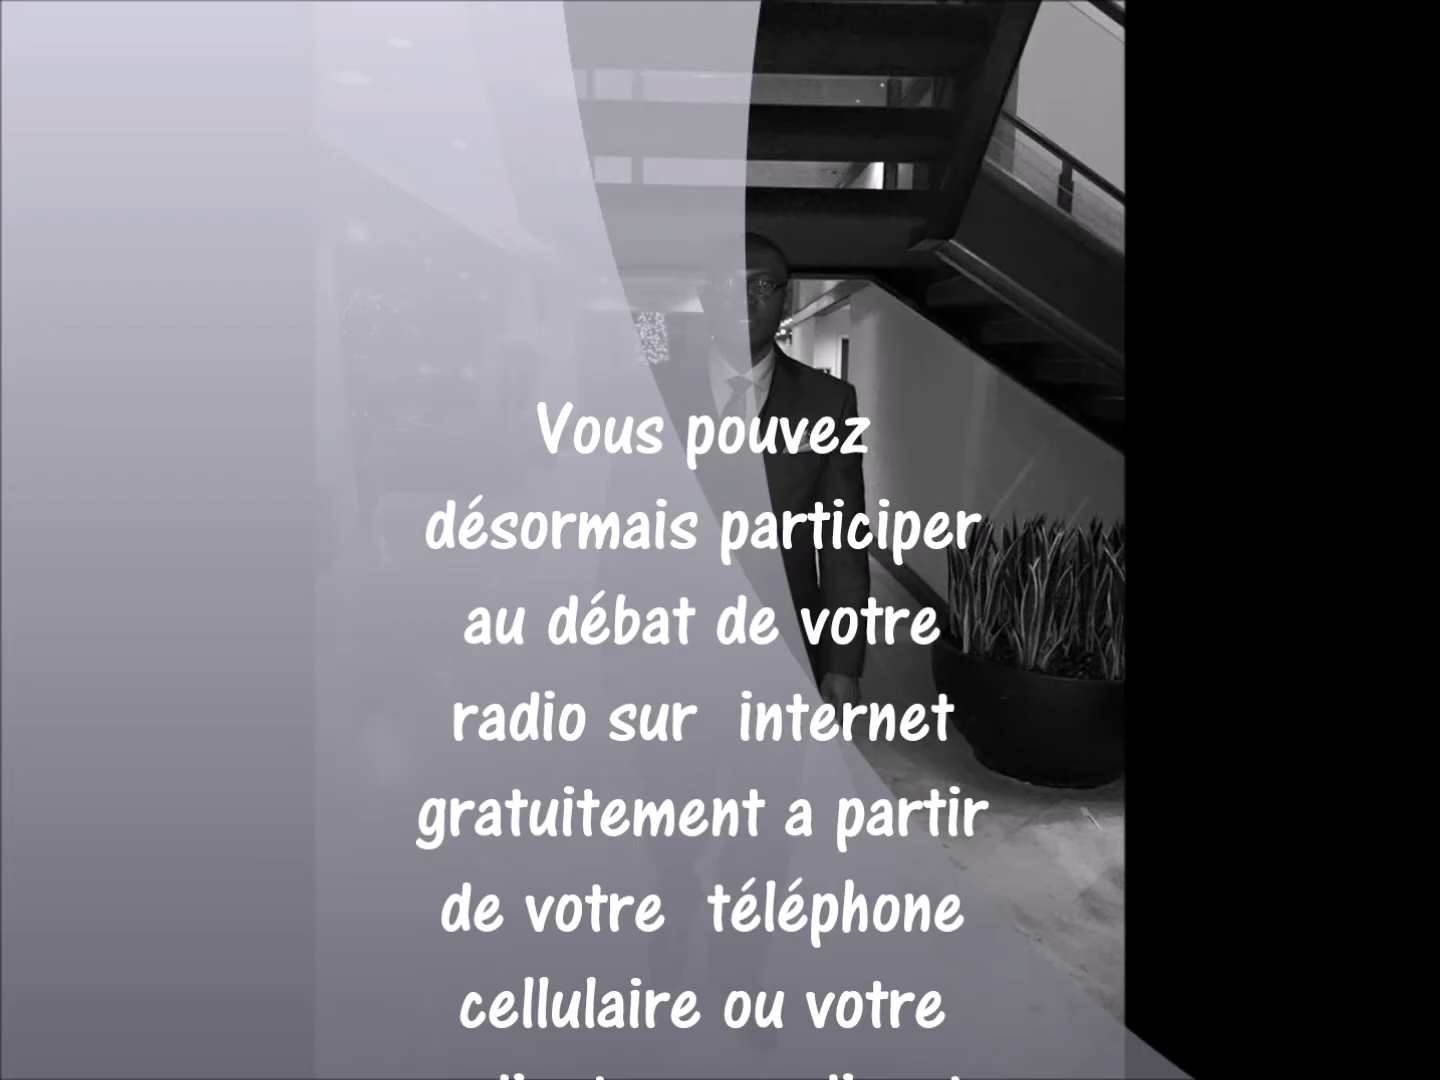 Vous pouvez
désormais participer
au débat de votre
radio sur internet
gratuitement a partir
de votre téléphone
cellulaire ou votre